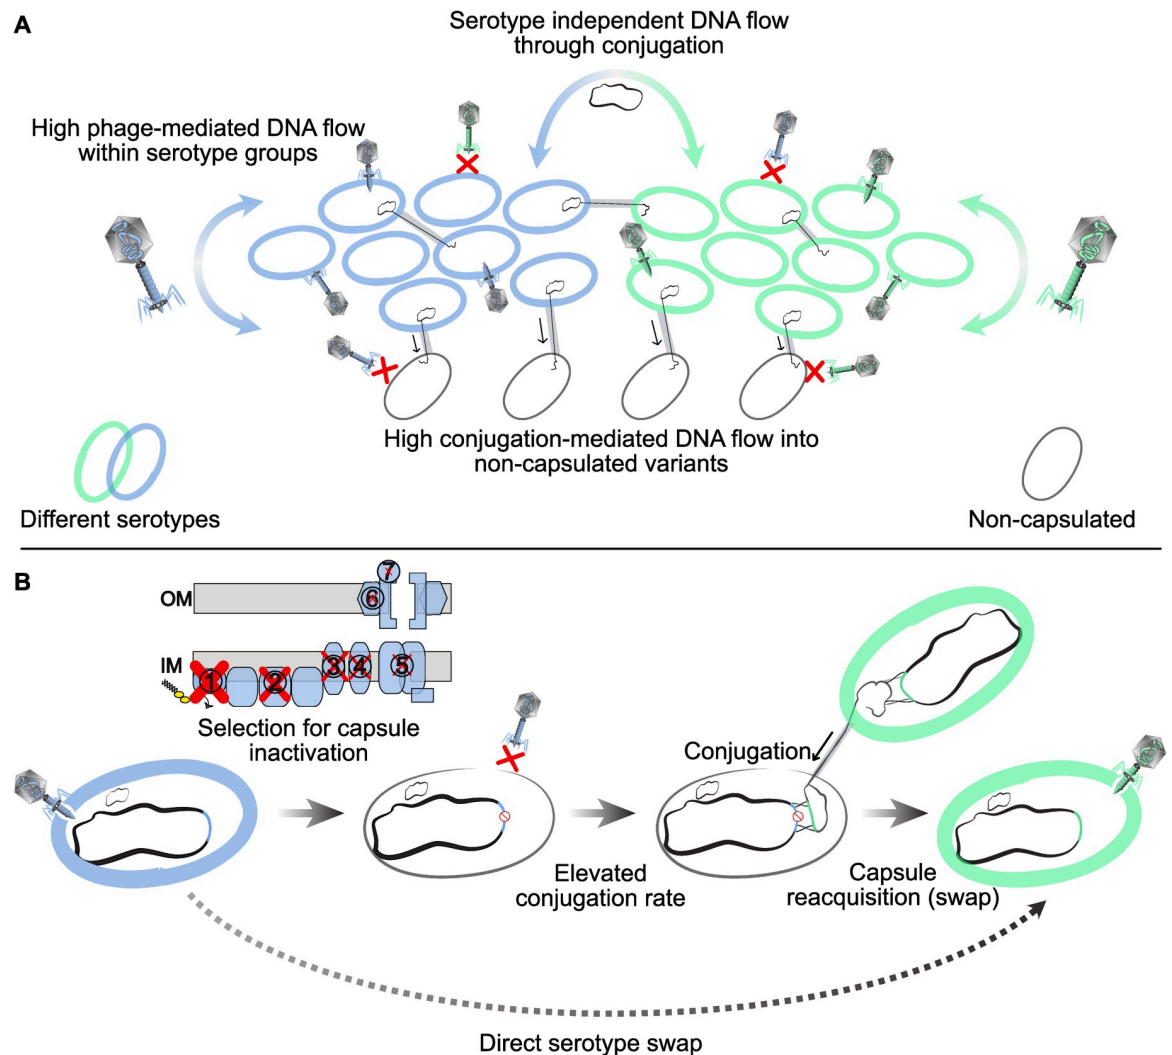 A
Serotype independent DNA flow
through conjugation
High phage-mediated DNA flow
within serotype groups
High conjugation-mediated DNA flow into
non-capsulated variants
Different serotypes
Non-capsulated
B
OM
7
6
IM
1
2
3
4
5
Selection for capsule
inactivation
Conjugation
Elevated
conjugation rate
Capsule
reacquisition (swap)
Direct serotype swap